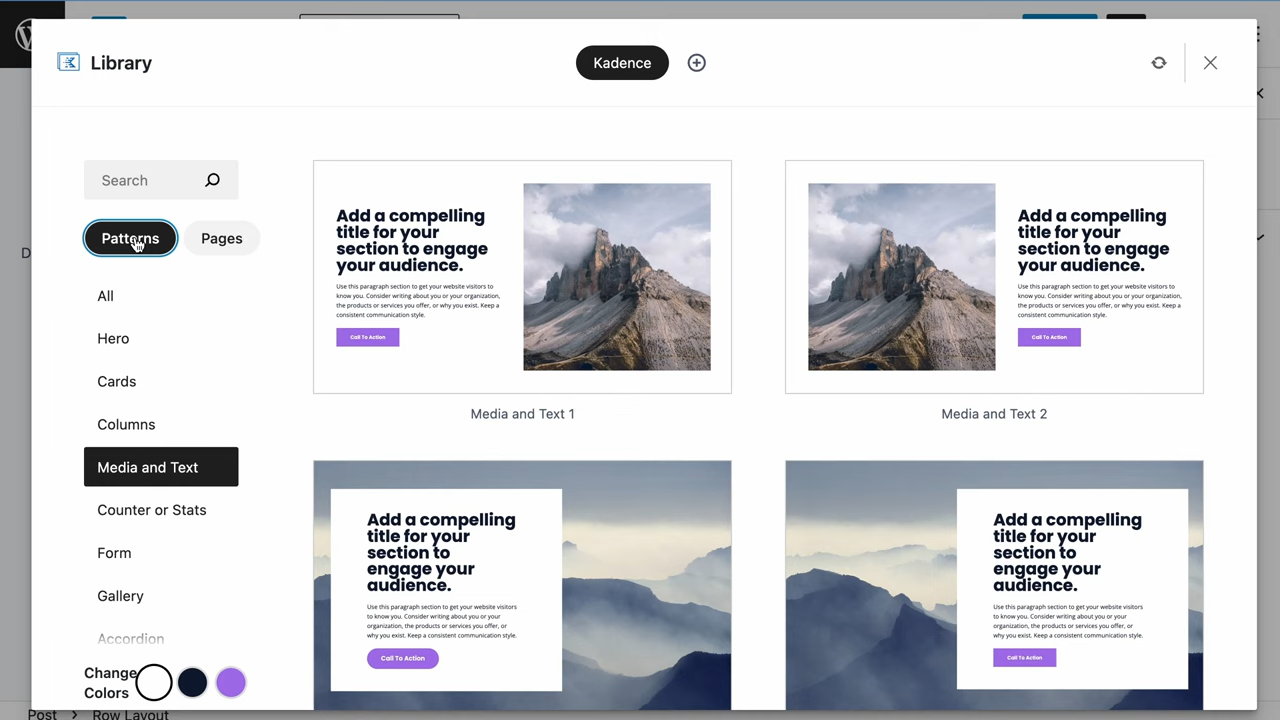 Library
Kadence
Search
Patterns
Pages
All
Hero
Cards
Columns
Media and Text
Counter or Stats
Form
Gallery
Accordion
Change
Colors
Add a compelling
title for your
section to engage
your audience.
Use this paragraph section to get your website visitors to
know you. Consider writing about you or your organization,
the products or services you offer, or why you exist. Keep a
consistent communication style.
Call To Action
Media and Text 1
Add a compelling
title for your
section to engage
your audience.
Use this paragraph section to get your website visitors to
know you. Consider writing about you or your organization,
the products or services you offer, or why you exist. Keep a
consistent communication style.
Call To Action
Media and Text 2
Add a compelling
title for your
section to
engage your
audience.
Use this paragraph section to get your website visitors
to know you. Consider writing about you or your
organization, the products or services you offer, or
why you exist. Keep a consistent communication style.
Call To Action
Add a compelling
title for your
section to
engage your
audience.
Use this paragraph section to get your website visitors
to know you. Consider writing about you or your
organization, the products or services you offer, or
why you exist. Keep a consistent communication style.
Call To Action
D
Post > Row Layout